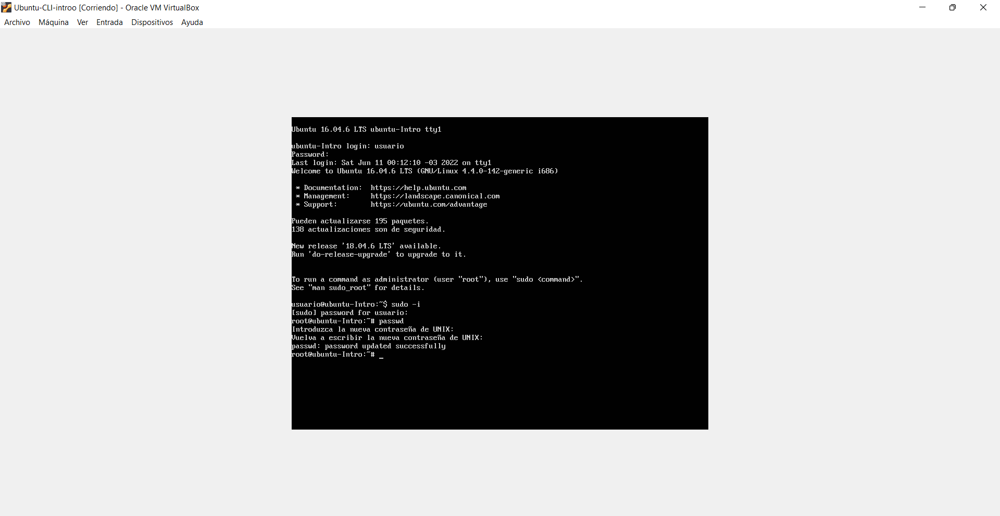 Ubuntu-CLI-introo [Corriendo] - Oracle VM VirtualBox
Archivo Máquina Ver Entrada Dispositivos Ayuda
Ubuntu 16.04.6 LTS ubuntu-Intro tty1
ubuntu-Intro login: usuario
Password:
Last login: Sat Jun 11 00:12:10 -03 2022 on tty1
Welcome to Ubuntu 16.04.6 LTS (GNU/Linux 4.4.0-142-generic i686)
* Documentation: https://help.ubuntu.com
* Management: https://landscape.canonical.com
* Support: https://ubuntu.com/advantage
Pueden actualizarse 195 paquetes.
138 actualizaciones son de seguridad.
New release '18.04.6 LTS' available.
Run 'do-release-upgrade' to upgrade to it.
To run a command as administrator (user "root"), use "sudo <command>".
See "man sudo_root" for details.
usuario@ubuntu-Intro:~$ sudo -i
[sudo] password for usuario:
root@ubuntu-Intro:~# passwd
Introduzca la nueva contraseña de UNIX:
Vuelva a escribir la nueva contraseña de UNIX:
passwd: password updated successfully
root@ubuntu-Intro:~# _